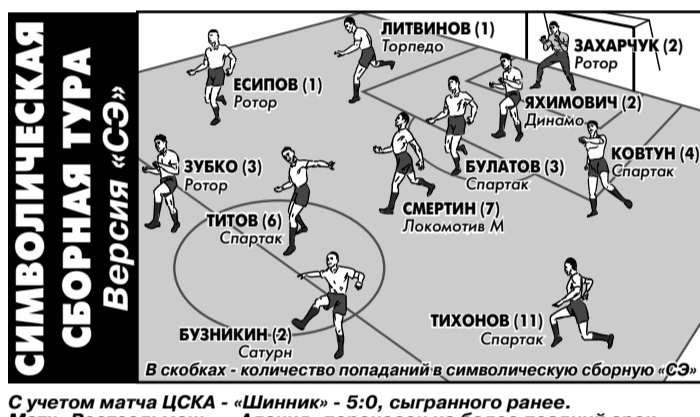 СИМВОЛИЧЕСКАЯ
СБОРНАЯ ТУРА
Версия «СЭ»
ЛИТВИНОВ (1)
Торпедо
ЗАХАРЧУК (2)
Ротор
ЕСИПОВ (1)
Ротор
ЯХИМОВИЧ (2)
Динамо
ЗУБКО (3)
Ротор
БУЛАТОВ (3)
Спартак
КОВТУН (4)
Спартак
ТИТОВ (6)
Спартак
СМЕРТИН (7)
Локомотив М
БУЗНИКИН (2)
Сатурн
ТИХОНОВ (11)
Спартак
В скобках - количество попаданий в символическую сборную «СЭ»
С учетом матча ЦСКА - «Шинник» - 5:0, сыгранного ранее.